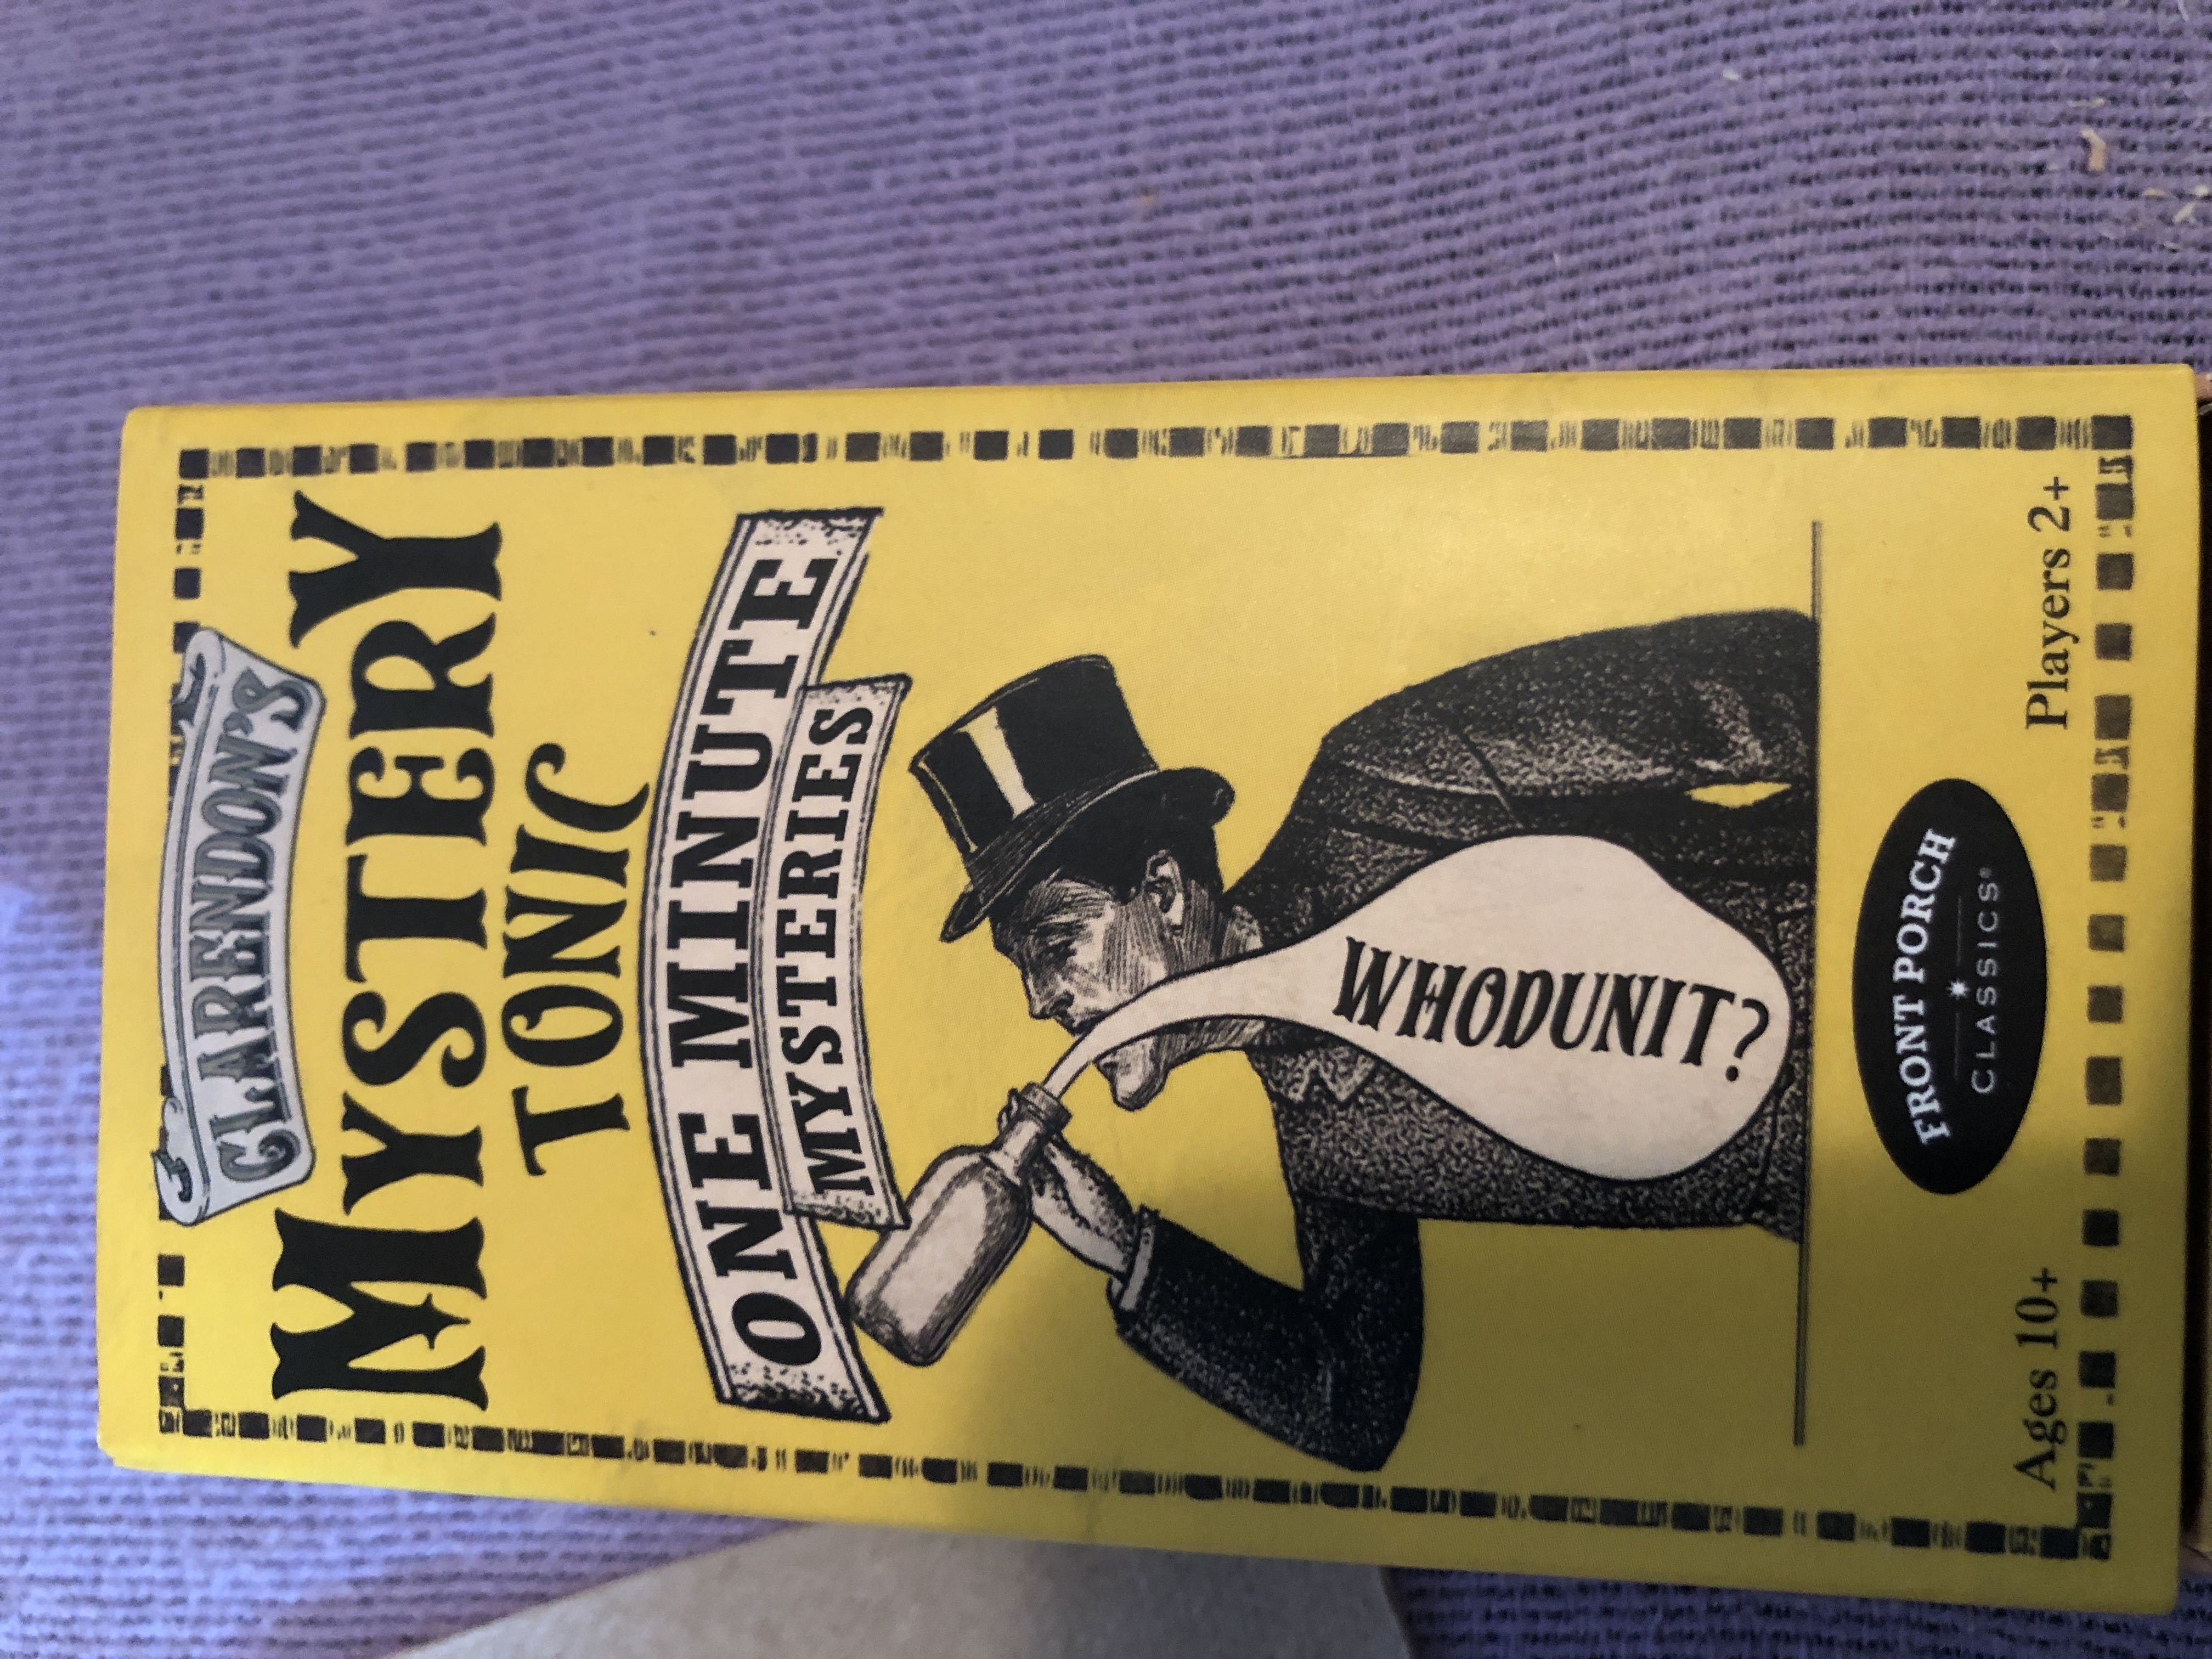 CLARENDON'S
MYSTERY
TONIC
ONE MINUTE
MYSTERIES
WHODUNIT?
FRONT PORCH
CLASSICS®
Ages 10+
Players 2+